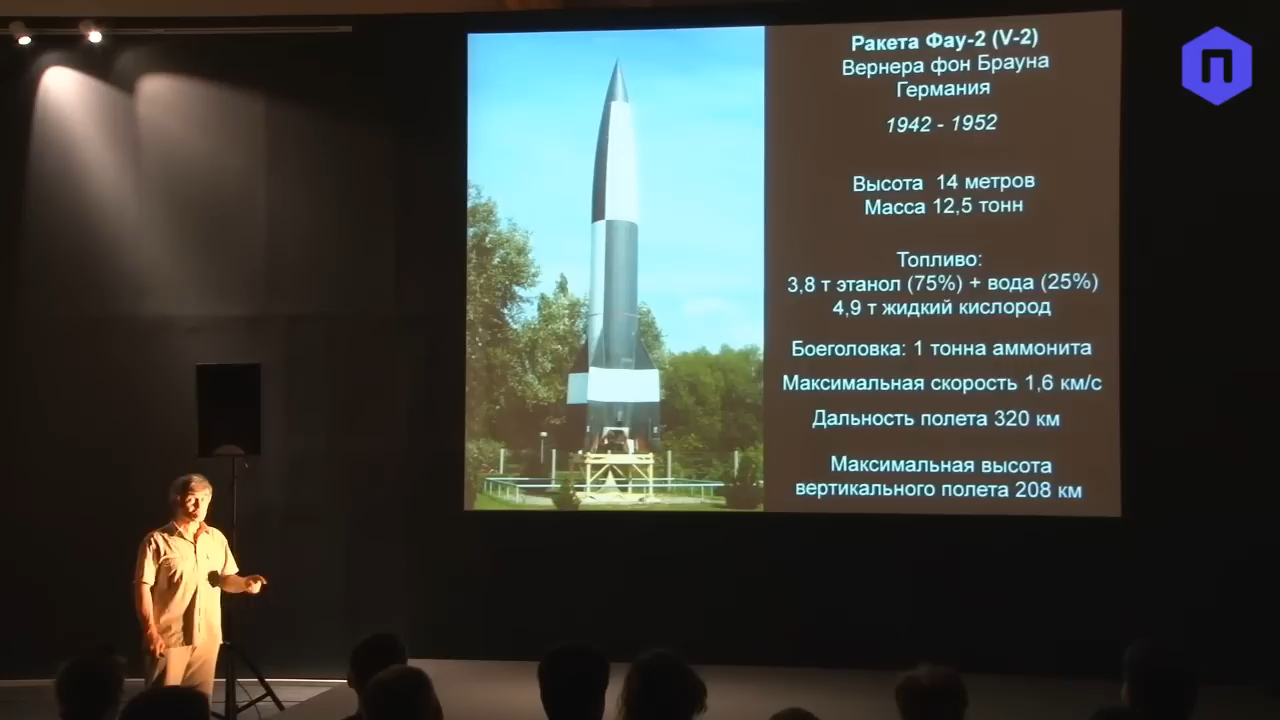 Ракета Фау-2 (V-2)
Вернера фон Брауна
Германия
1942 - 1952
Высота 14 метров
Масса 12,5 тонн
Топливо:
3,8 т этанол (75%) + вода (25%)
4,9 т жидкий кислород
Боеголовка: 1 тонна аммонита
Максимальная скорость 1,6 км/с
Дальность полета 320 км
Максимальная высота
вертикального полета 208 км
П